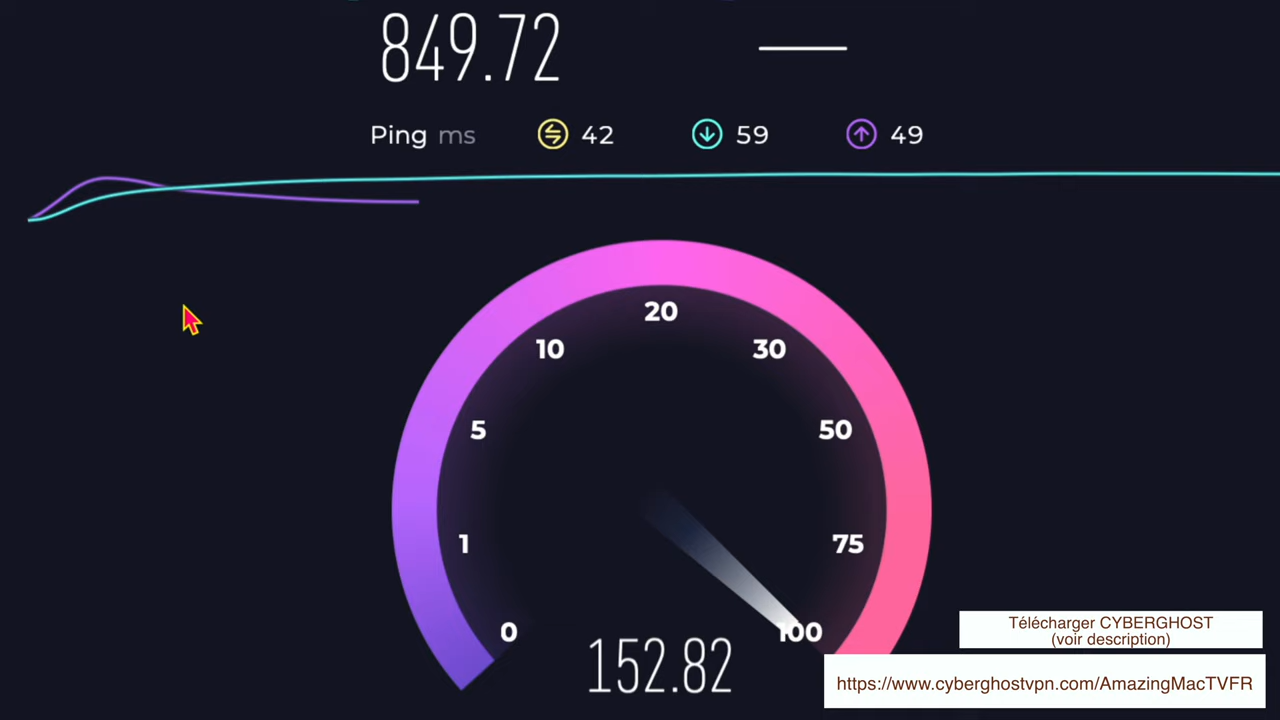 849.72
Ping ms 42 59 49
20
10 30
5 50
1 75
0 100
152.82
Télécharger CYBERGHOST
(voir description)
https://www.cyberghostvpn.com/AmazingMacTVFR